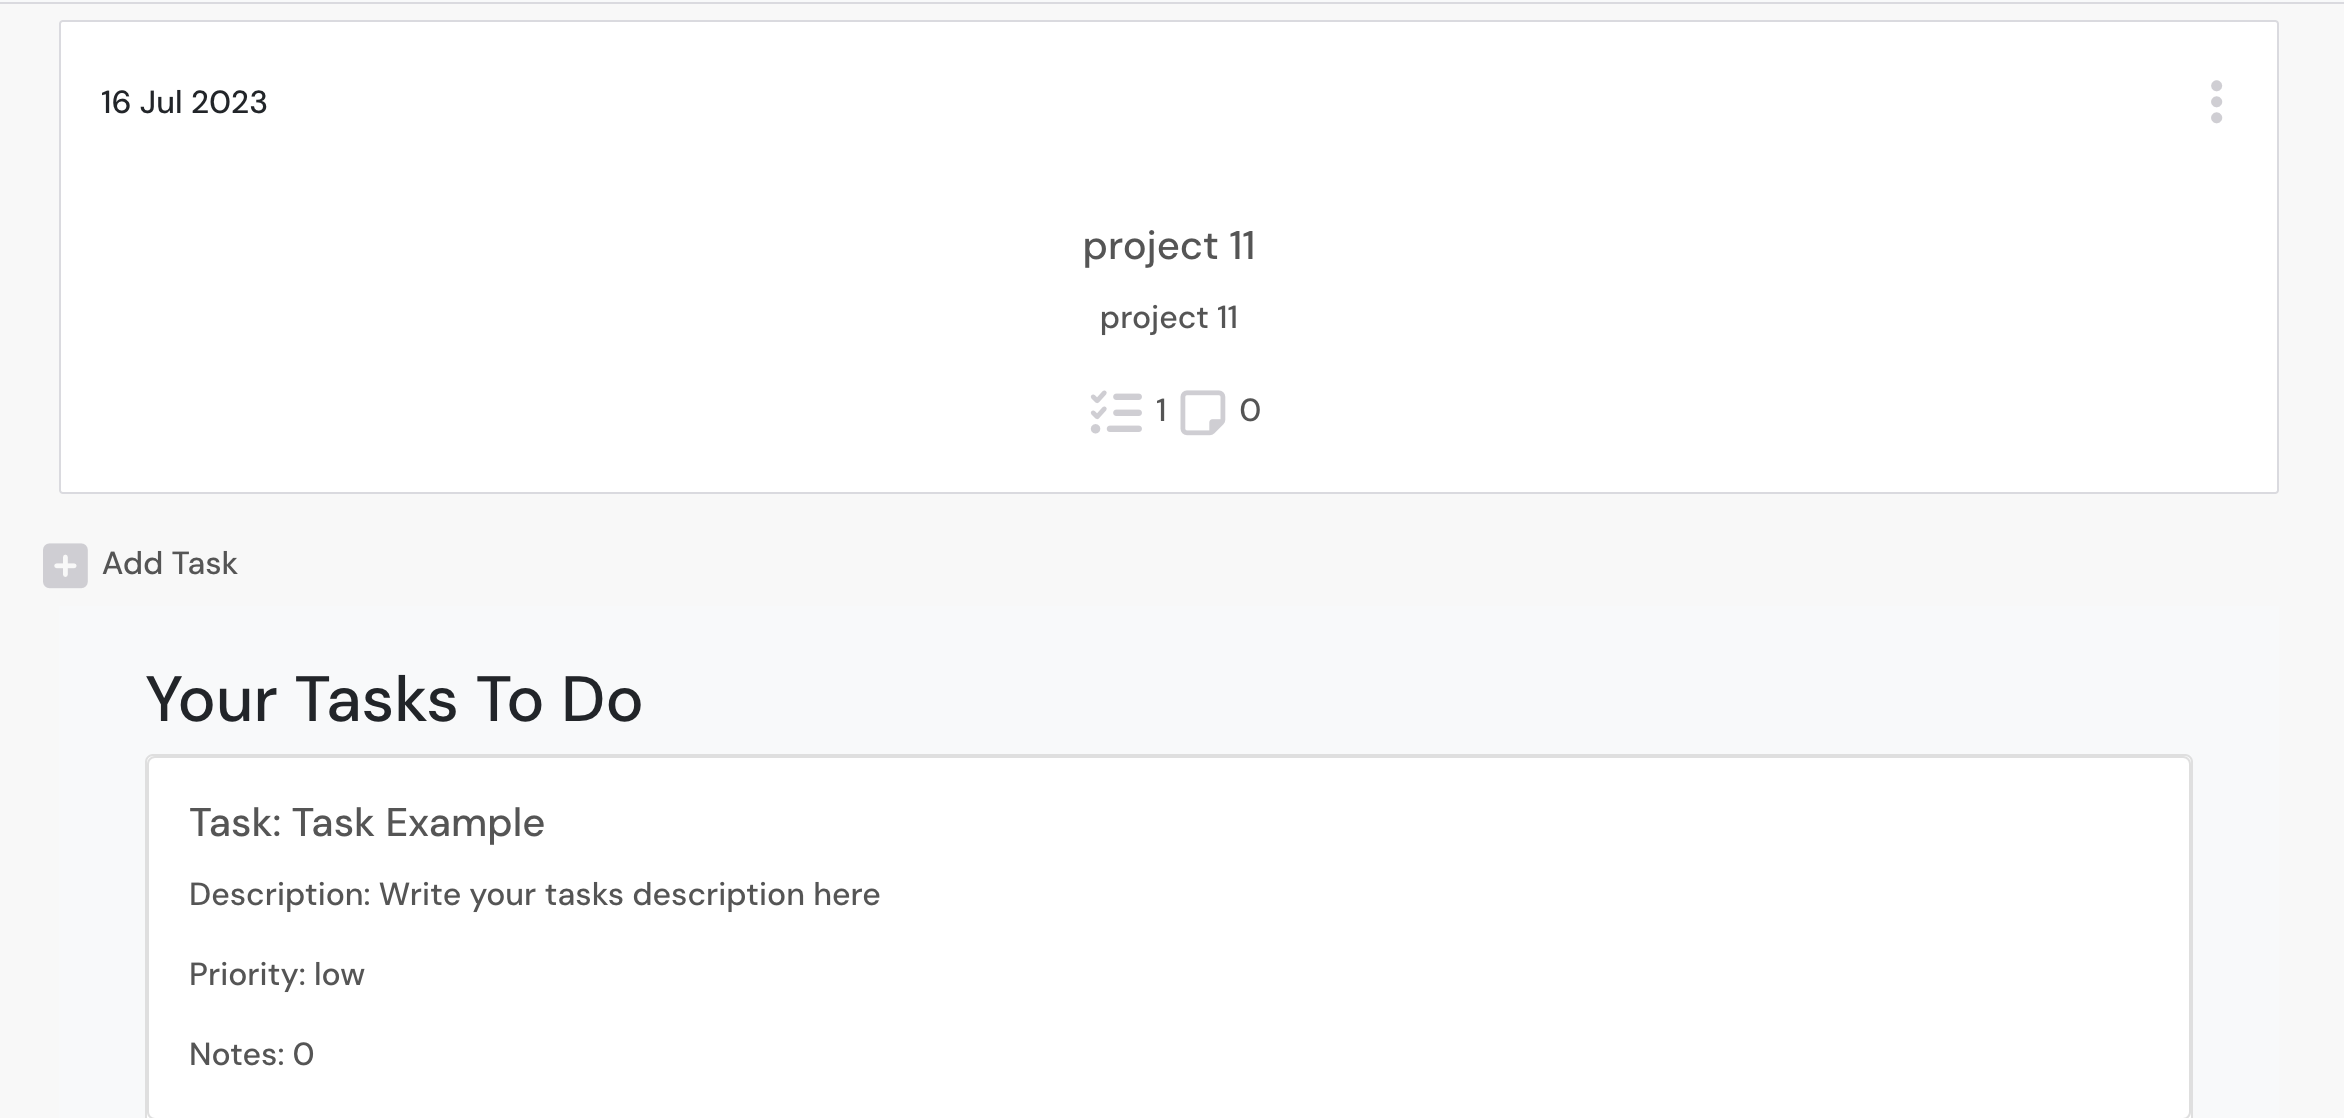 16 Jul 2023
project 11
project 11
1 0
Add Task
Your Tasks To Do
Task: Task Example
Description: Write your tasks description here
Priority: low
Notes: 0